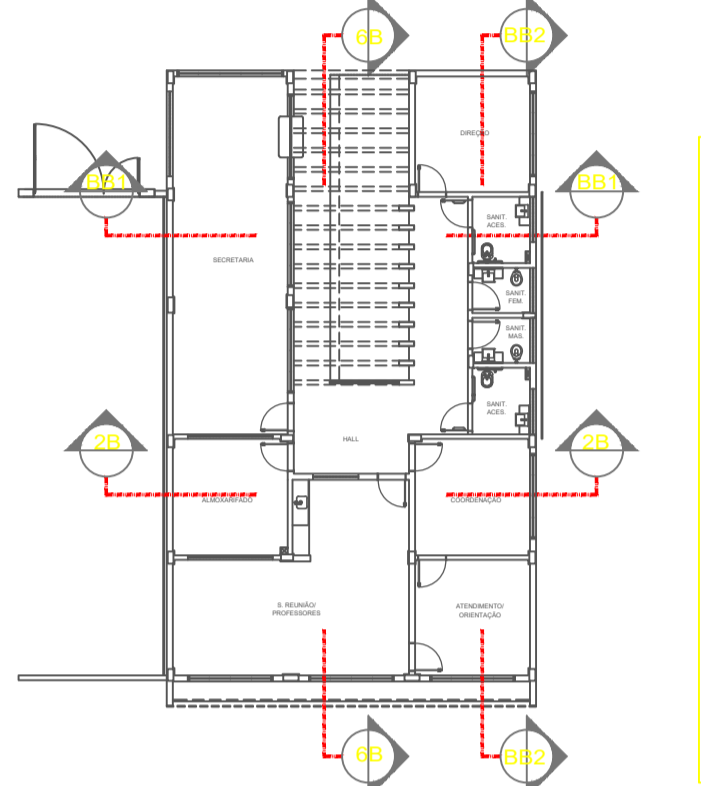 6B
BB2
DIREÇÃO
BB1
BB1
SANIT.
ACES.
SECRETARIA
SANIT.
FEM.
SANIT.
MAS.
SANIT.
ACES.
2B
HALL
2B
ALMOXARIFADO
COORDENAÇÃO
S. REUNIÃO/
PROFESSORES
ATENDIMENTO/
ORIENTAÇÃO
6B
BB2